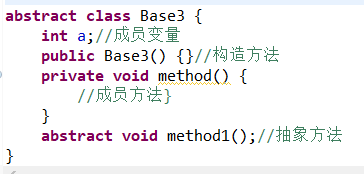 abstract class Base3 {
    int a;//成员变量
    public Base3() {}//构造方法
    private void method() {
        //成员方法}
    }
    abstract void method1();//抽象方法
}